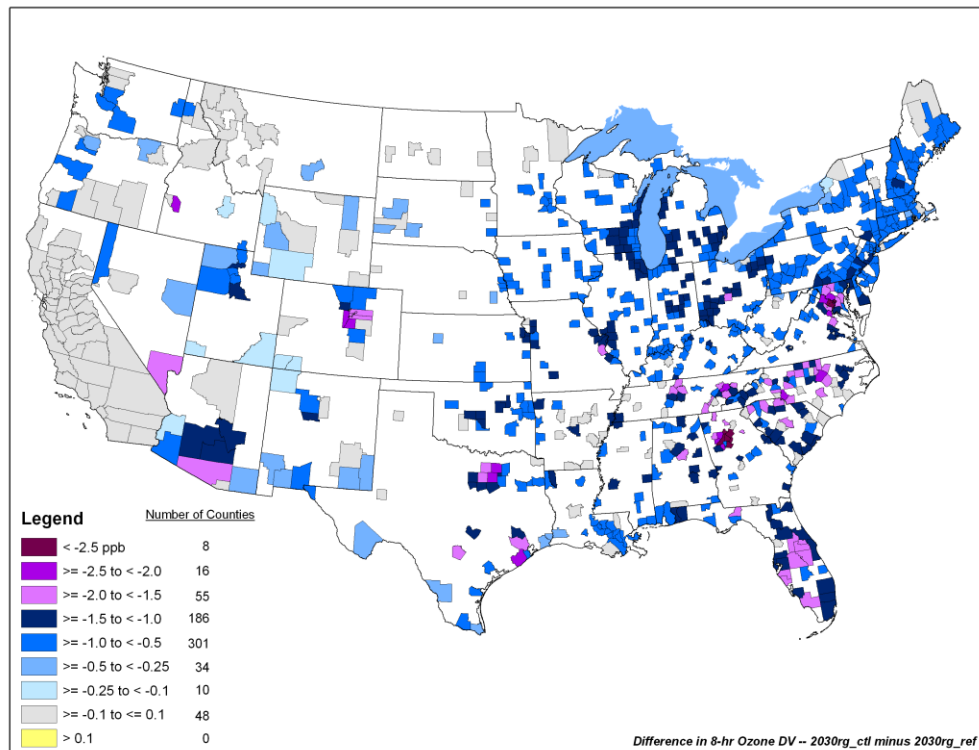 Legend Number of Counties
< -2.5 ppb 8
>= -2.5 to < -2.0 16
>= -2.0 to < -1.5 55
>= -1.5 to < -1.0 186
>= -1.0 to < -0.5 301
>= -0.5 to < -0.25 34
>= -0.25 to < -0.1 10
>= -0.1 to <= 0.1 48
> 0.1 0
Difference in 8-hr Ozone DV -- 2030rg_ctl minus 2030rg_ref